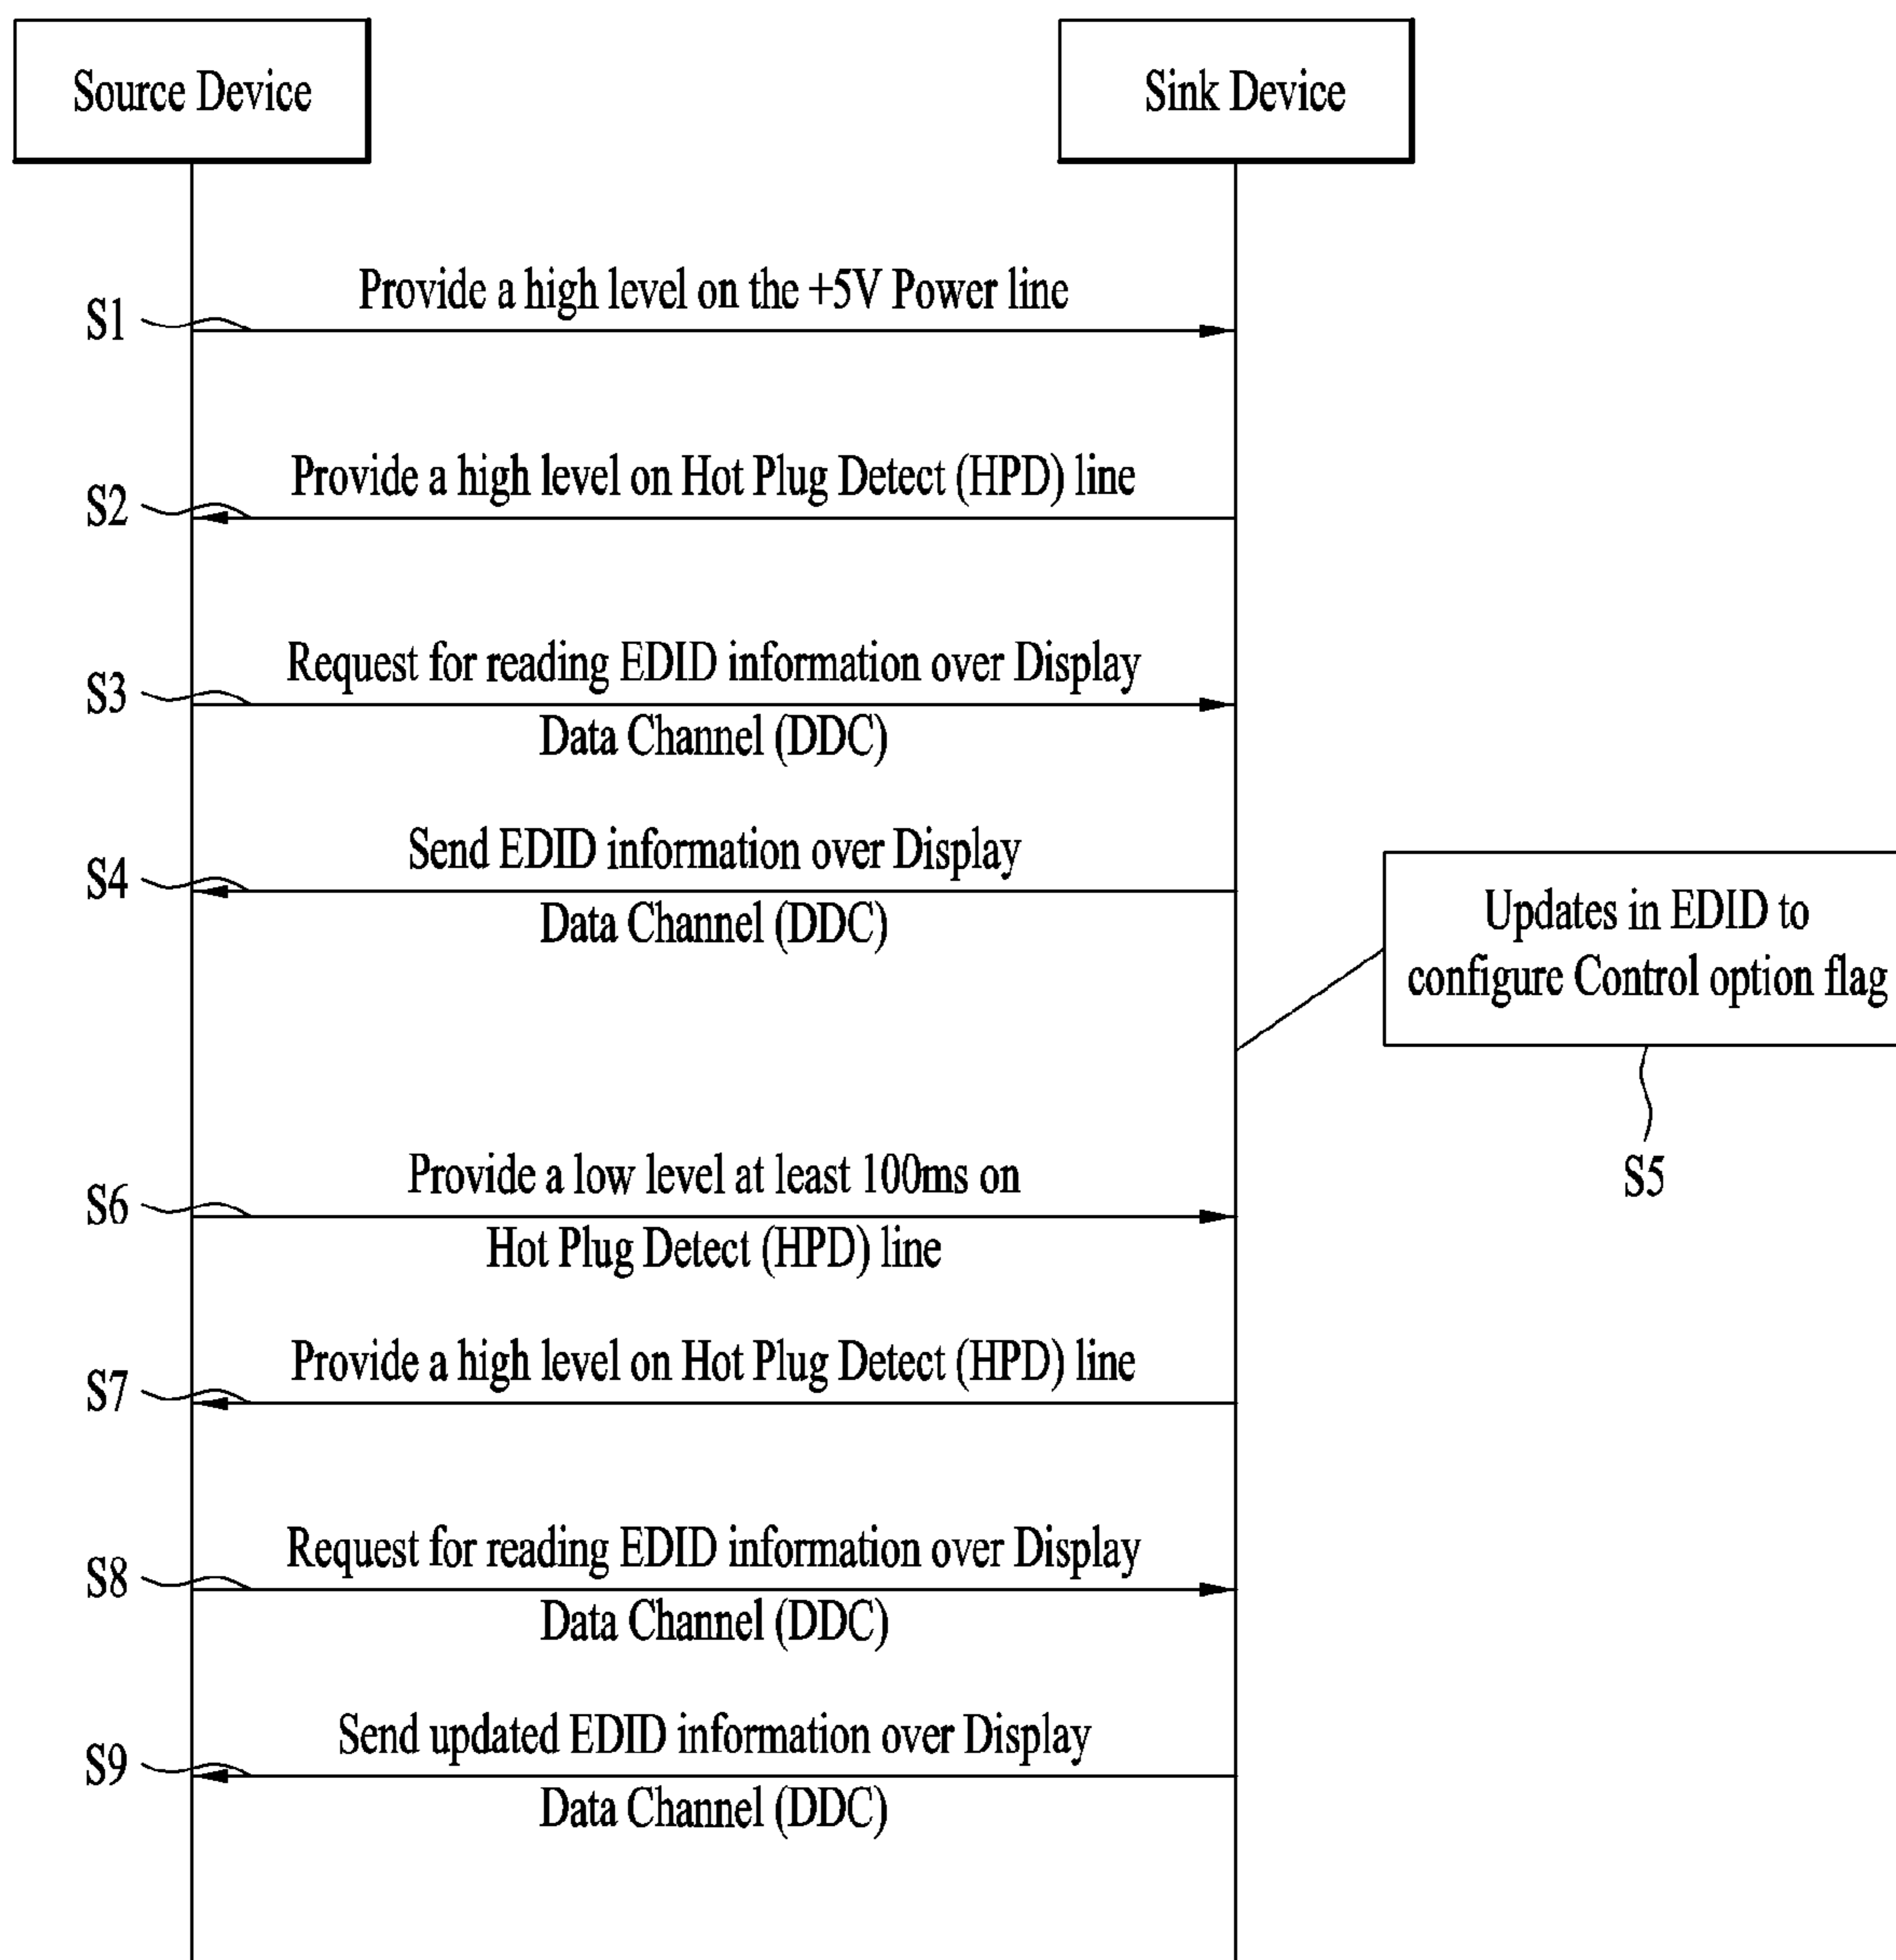 Source Device
Sink Device
Provide a high level on the +5V Power line
S1
Provide a high level on Hot Plug Detect (HPD) line
S2
Request for reading EDID information over Display
S3
Data Channel (DDC)
Send EDID information over Display
S4
Data Channel (DDC)
Updates in EDID to
configure Control option flag
S5
Provide a low level at least 100ms on
S6
Hot Plug Detect (HPD) line
Provide a high level on Hot Plug Detect (HPD) line
S7
Request for reading EDID information over Display
S8
Data Channel (DDC)
Send updated EDID information over Display
S9
Data Channel (DDC)